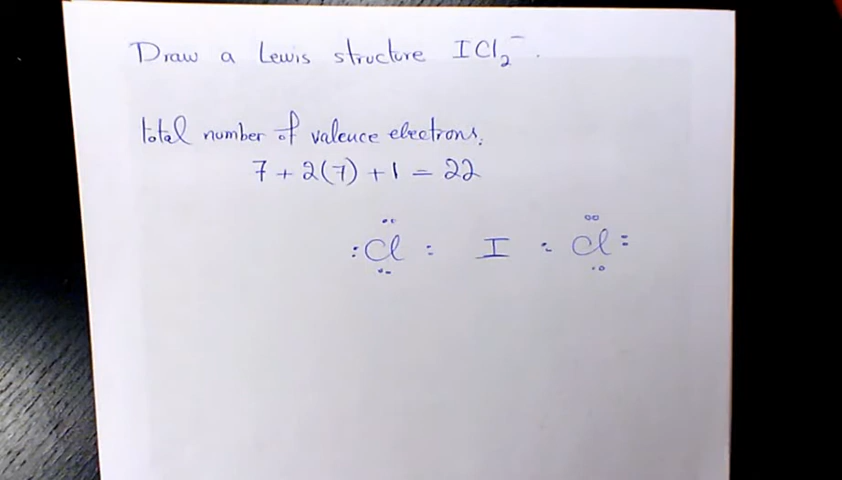 Draw a Lewis structure ICl₂⁻.
total number of valence electrons.
7 + 2(7) + 1 = 22
:Cl: I :Cl: